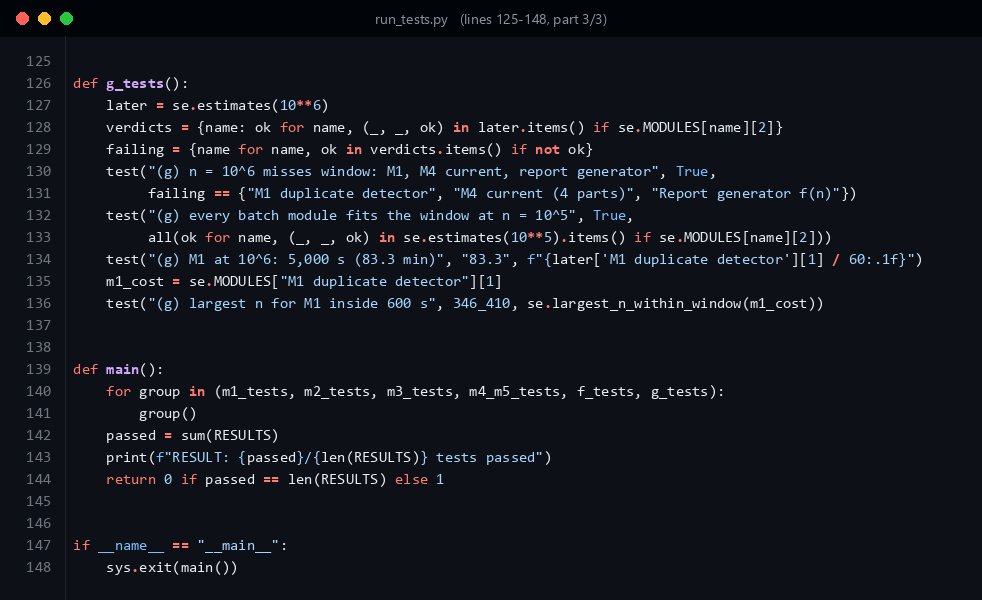 run_tests.py (lines 125-148, part 3/3)
125
126 def g_tests():
127     later = se.estimates(10**6)
128     verdicts = {name: ok for name, (_, _, ok) in later.items() if se.MODULES[name][2]}
129     failing = {name for name, ok in verdicts.items() if not ok}
130     test("(g) n = 10^6 misses window: M1, M4 current, report generator", True,
131          failing == {"M1 duplicate detector", "M4 current (4 parts)", "Report generator f(n)"})
132     test("(g) every batch module fits the window at n = 10^5", True,
133          all(ok for name, (_, _, ok) in se.estimates(10**5).items() if se.MODULES[name][2]))
134     test("(g) M1 at 10^6: 5,000 s (83.3 min)", "83.3", f"{later['M1 duplicate detector'][1] / 60:.1f}")
135     m1_cost = se.MODULES["M1 duplicate detector"][1]
136     test("(g) largest n for M1 inside 600 s", 346_410, se.largest_n_within_window(m1_cost))
137
138
139 def main():
140     for group in (m1_tests, m2_tests, m3_tests, m4_m5_tests, f_tests, g_tests):
141         group()
142     passed = sum(RESULTS)
143     print(f"RESULT: {passed}/{len(RESULTS)} tests passed")
144     return 0 if passed == len(RESULTS) else 1
145
146
147 if __name__ == "__main__":
148     sys.exit(main())